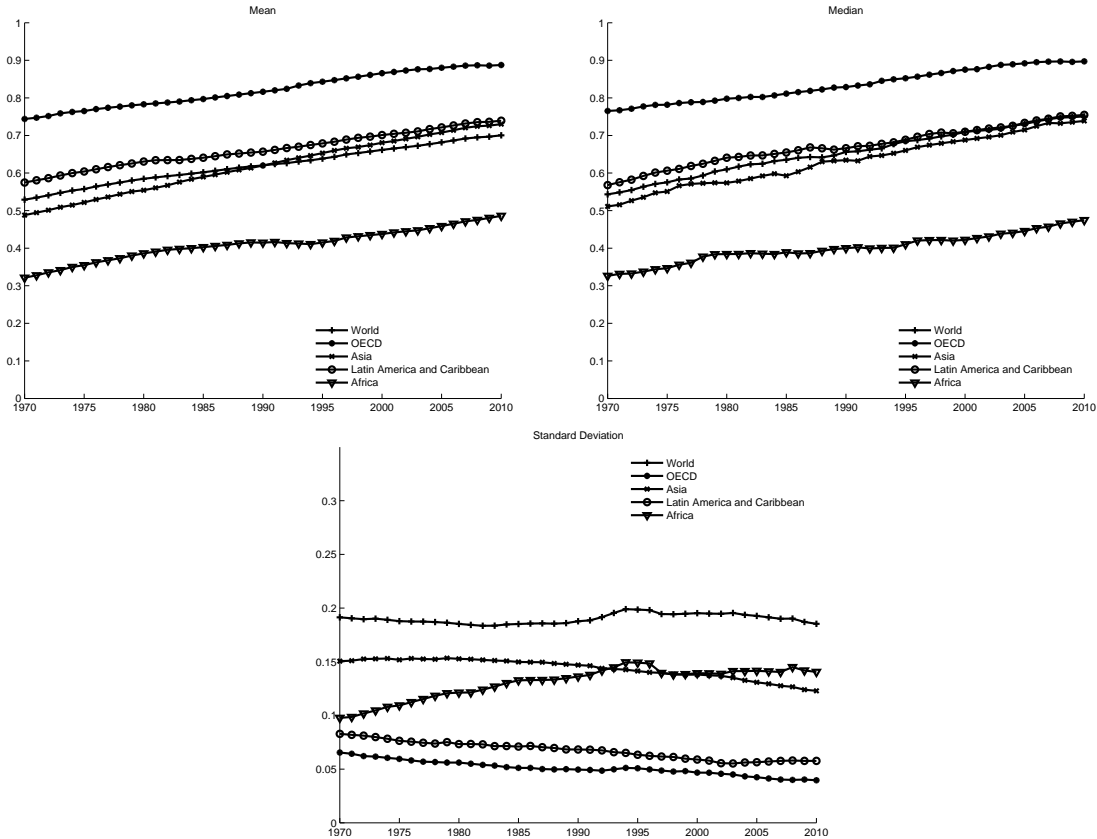 Mean
1
0.9
0.8
0.7
0.6
0.5
0.4
0.3
0.2
0.1
0
1970 1975 1980 1985 1990 1995 2000 2005 2010
World
OECD
Asia
Latin America and Caribbean
Africa
Median
1
0.9
0.8
0.7
0.6
0.5
0.4
0.3
0.2
0.1
0
1970 1975 1980 1985 1990 1995 2000 2005 2010
World
OECD
Asia
Latin America and Caribbean
Africa
Standard Deviation
0.3
0.25
0.2
0.15
0.1
0.05
0
1970 1975 1980 1985 1990 1995 2000 2005 2010
World
OECD
Asia
Latin America and Caribbean
Africa